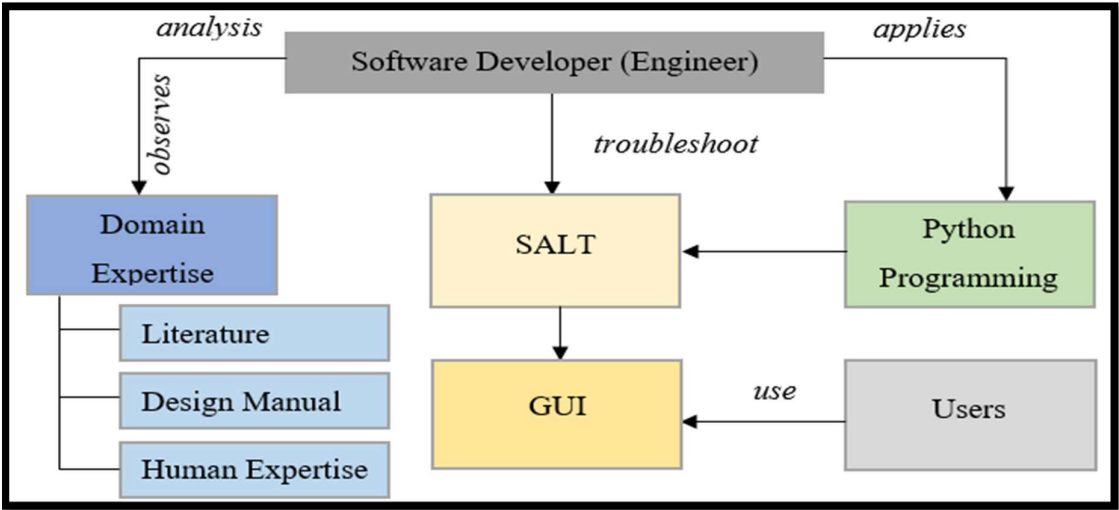 analysis
Software Developer (Engineer)
applies
observes
troubleshoot
Domain
Expertise
SALT
Python
Programming
Literature
Design Manual
Human Expertise
GUI
use
Users